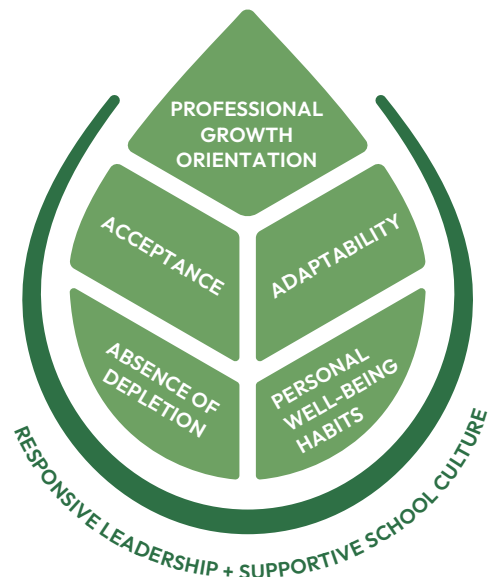 PROFESSIONAL
GROWTH
ORIENTATION
ACCEPTANCE
ADAPTABILITY
ABSENCE OF
DEPLETION
PERSONAL
WELL-BEING
HABITS
RESPONSIVE LEADERSHIP + SUPPORTIVE SCHOOL CULTURE